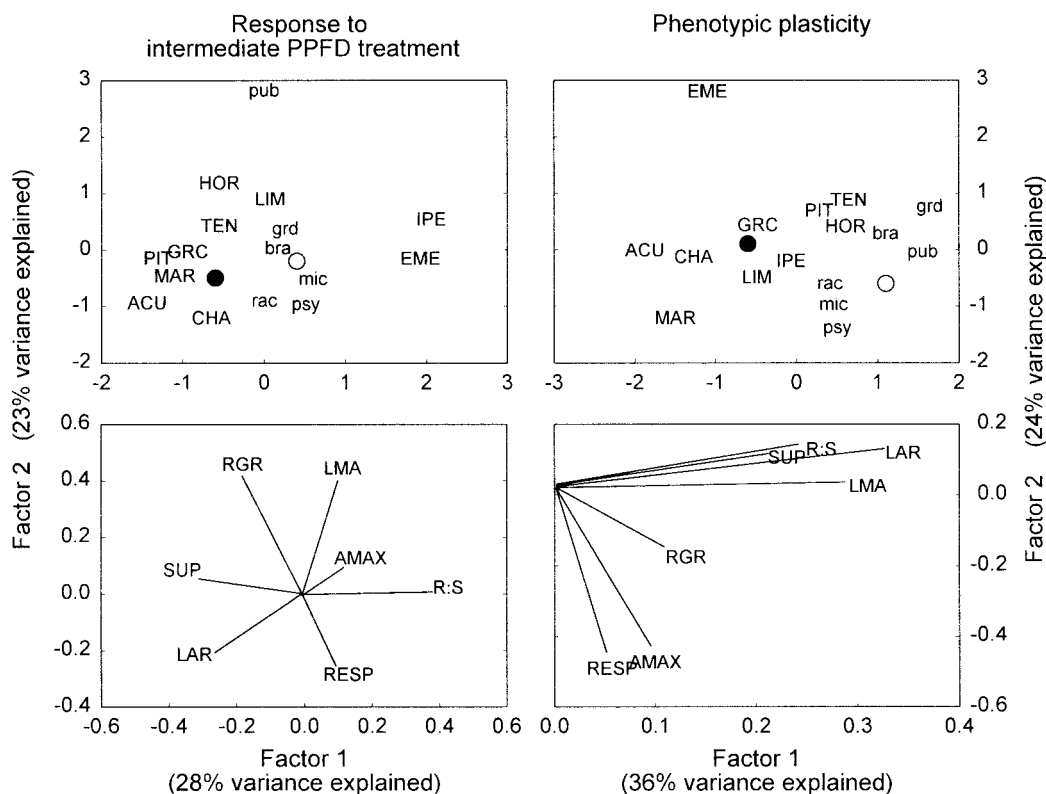 Response to
intermediate PPFD treatment
Phenotypic plasticity
3
2
1
0
-1
-2
pub
HOR
LIM
TEN
grd
IPE
PIT
GRC
bra
EME
MAR
mic
ACU
rac
psy
CHA
-2
-1
0
1
2
3
EME
TEN
PIT
grd
GRC
HOR
bra
ACU
CHA
pub
IPE
LIM
rac
mic
MAR
psy
3
2
1
0
-1
-2
-3
-2
-1
0
1
2
Factor 2 (23% variance explained)
0.6
0.4
0.2
0.0
-0.2
-0.4
RGR
LMA
AMAX
SUP
R:S
LAR
RESP
-0.6
-0.4
-0.2
0.0
0.2
0.4
0.6
Factor 1
(28% variance explained)
R:S
SUP
LAR
LMA
RGR
RESP
AMAX
0.2
0.0
-0.2
-0.4
-0.6
0.0
0.1
0.2
0.3
0.4
Factor 1
(36% variance explained)
Factor 2
(24% variance explained)